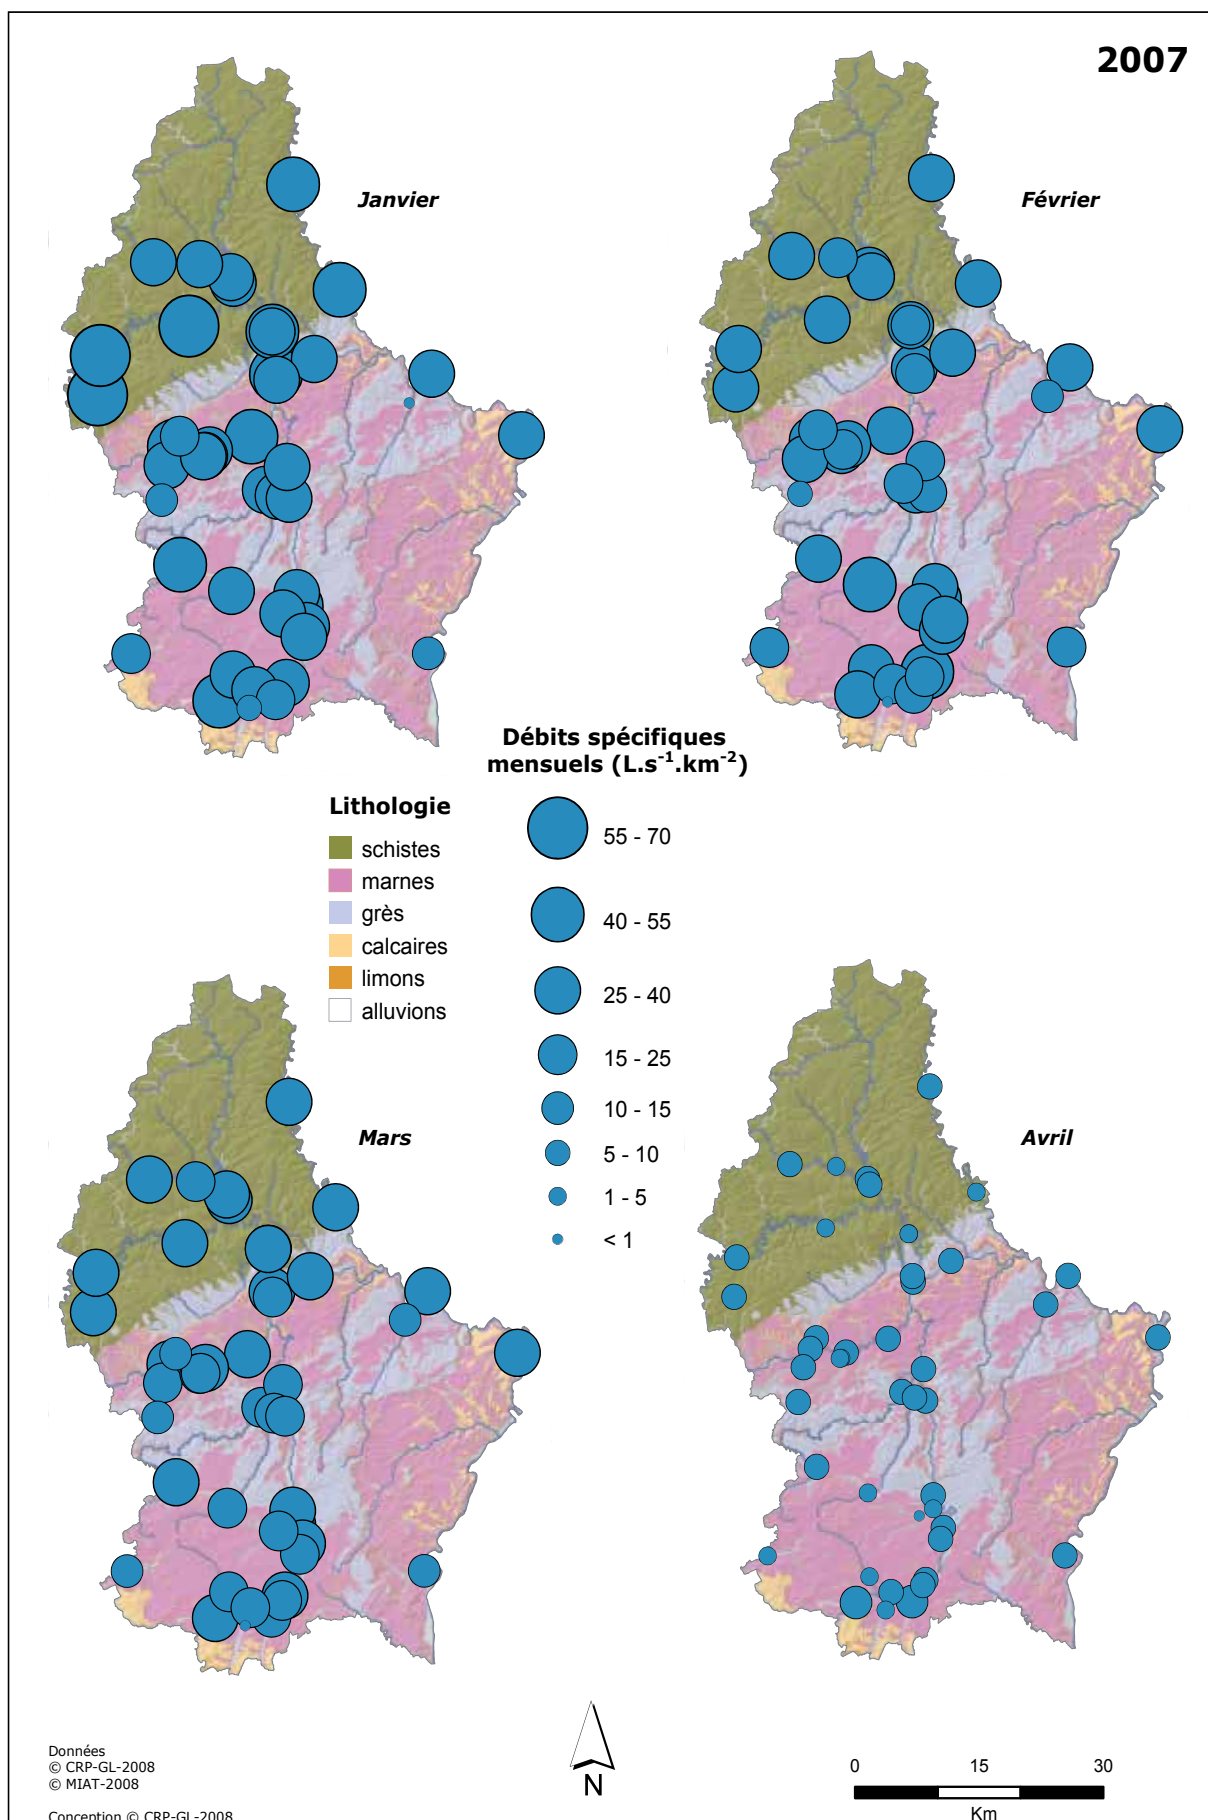 2007
Janvier
Février
Débits spécifiques
mensuels (L.s-1.km-2)
Lithologie
schistes
marnes
grès
calcaires
limons
alluvions
55 - 70
40 - 55
25 - 40
15 - 25
10 - 15
5 - 10
1 - 5
< 1
Mars
Avril
Données
© CRP-GL-2008
© MIAT-2008
Conception © CRP-GL-2008
N
0 15 30
Km